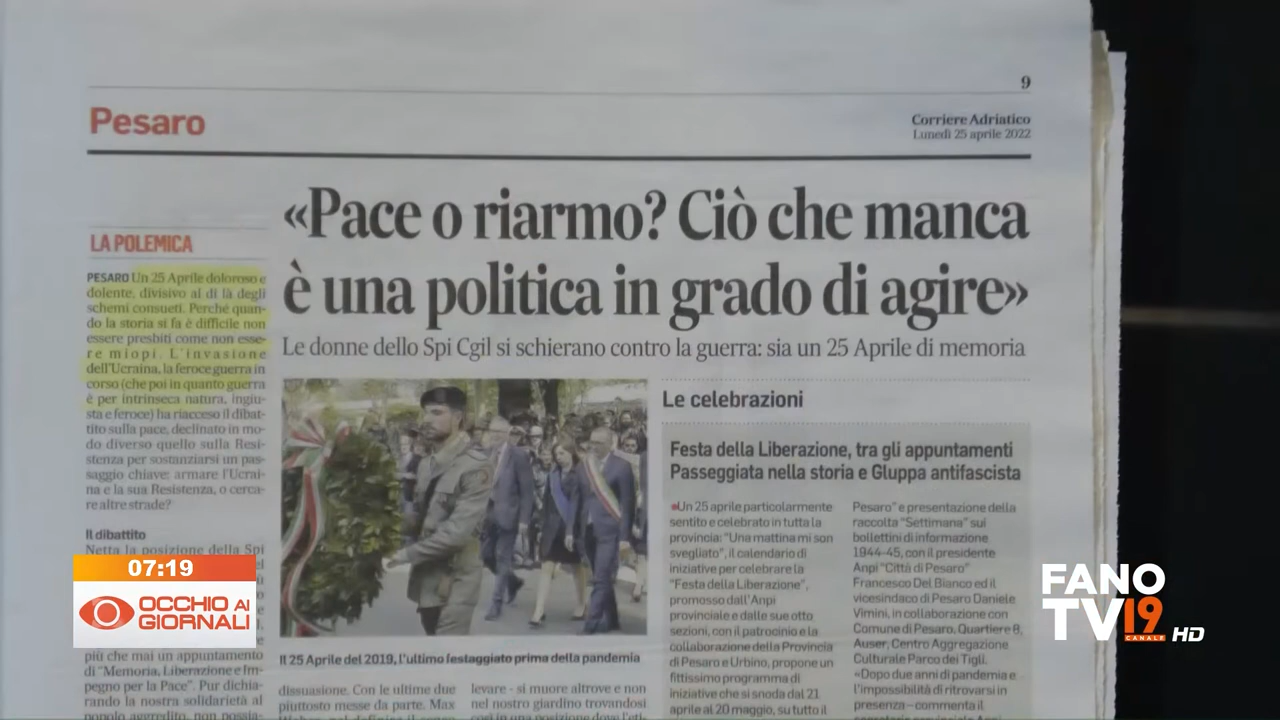 9
Pesaro
Corriere Adriatico
Lunedì 25 aprile 2022
«Pace o riarmo? Ciò che manca
è una politica in grado di agire»
Le donne dello Spi Cgil si schierano contro la guerra: sia un 25 Aprile di memoria
LA POLEMICA
PESARO Un 25 Aprile doloroso e
dolente, divisivo al di là degli
schemi consueti. Perché quan-
do la storia si fa è difficile non
essere presbiti come non esse-
re miopi. L'invasione
dell'Ucraina, la feroce guerra in
corso (che poi in quanto guerra
è per intrinseca natura, ingiu-
sta e feroce) ha riacceso il dibat-
tito sulla pace, declinato in mo-
do diverso quello sulla Resi-
stenza per sostanziarsi un pas-
saggio chiave: armare l'Ucrai-
na e la sua Resistenza, o cerca-
re altre strade?
Il dibattito
Netta la posizione della Spi
più che mai un appuntamento
di "Memoria, Liberazione e Im-
pegno per la Pace". Pur dichia-
rando la nostra solidarietà al
popolo aggredito, non possia-
Il 25 Aprile del 2019, l'ultimo festaggiato prima della pandemia
dissuasione. Con le ultime due
piuttosto messe da parte. Max
levare - si muore altrove e non
nel nostro giardino trovandosi
così in una posizione dove l'eti-
Le celebrazioni
Festa della Liberazione, tra gli appuntamenti
Passeggiata nella storia e Gluppa antifascista
Un 25 aprile particolarmente
sentito e celebrato in tutta la
provincia: "Una mattina mi son
svegliato", il calendario di
iniziative per celebrare la
"Festa della Liberazione",
promosso dall'Anpi
provinciale e dalle sue otto
sezioni, con il patrocinio e la
collaborazione della Provincia
di Pesaro e Urbino, propone un
fittissimo programma di
iniziative che si snoda dal 21
aprile al 20 maggio, su tutto il
Pesaro" e presentazione della
raccolta "Settimana" sui
bollettini di informazione
1944-45, con il presidente
Anpi "Città di Pesaro"
Francesco Del Bianco ed il
vicesindaco di Pesaro Daniele
Vimini, in collaborazione con
Comune di Pesaro, Quartiere 8,
Auser, Centro Aggregazione
Culturale Parco dei Tigli.
«Dopo due anni di pandemia e
l'impossibilità di ritrovarsi in
presenza – commenta il
07:19
OCCHIO AI
GIORNALI
FANO
TV19
CANALE
HD